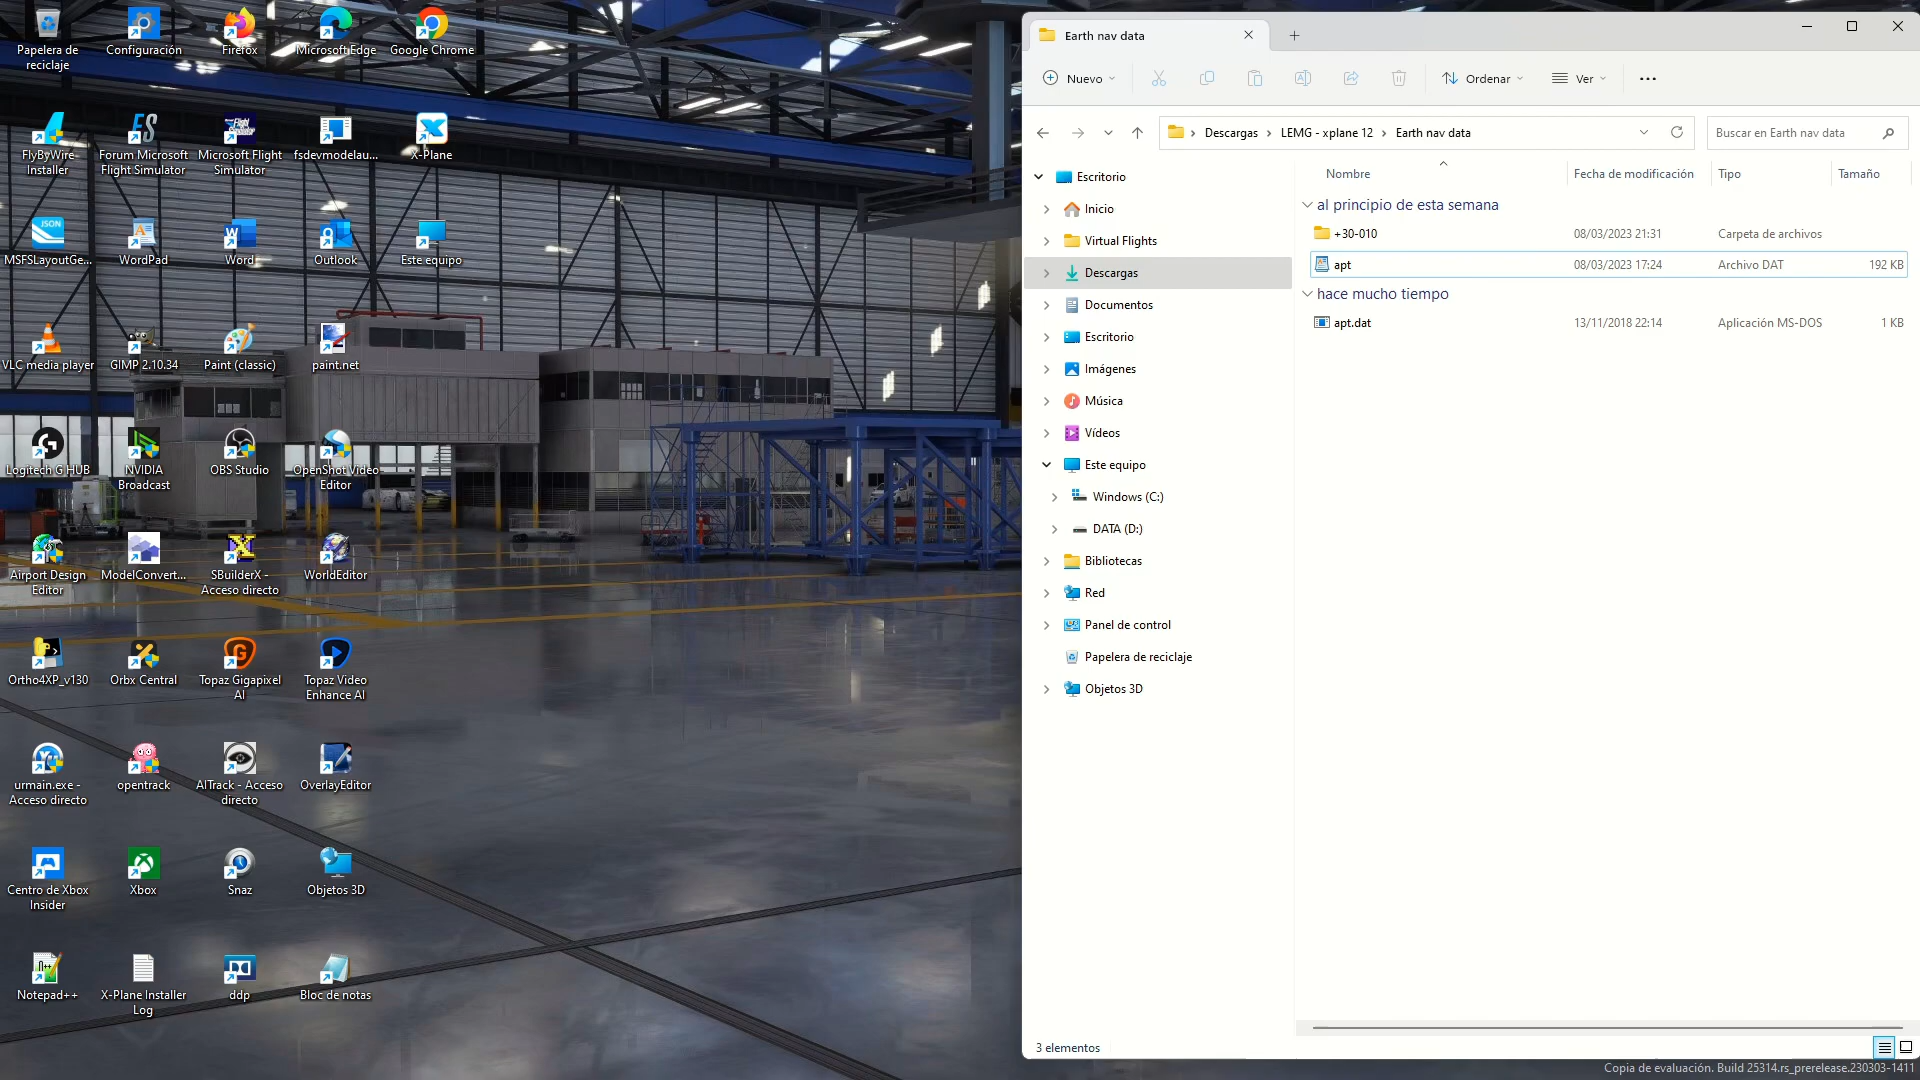 Papelera de
reciclaje
Configuración
Firefox
Microsoft Edge
Google Chrome
FlyByWire
Installer
Forum Microsoft
Flight Simulator
Microsoft Flight
Simulator
fsdevmodelau...
X-Plane
JSON
MSFSLayoutGe...
WordPad
Word
Outlook
Este equipo
VLC media player
GIMP 2.10.34
Paint (classic)
paint.net
Logitech G HUB
NVIDIA
Broadcast
OBS Studio
OpenShot Video
Editor
Airport Design
Editor
ModelConvert...
SBuilderX -
Acceso directo
WorldEditor
Ortho4XP_v130
Orbx Central
Topaz Gigapixel
AI
Topaz Video
Enhance AI
urmain.exe -
Acceso directo
opentrack
AITrack - Acceso
directo
OverlayEditor
Centro de Xbox
Insider
Xbox
Snaz
Objetos 3D
Notepad++
X-Plane Installer
Log
ddp
Bloc de notas
Earth nav data
Nuevo
Ordenar
Ver
Descargas
LEMG - xplane 12
Earth nav data
Buscar en Earth nav data
Escritorio
Inicio
Virtual Flights
Descargas
Documentos
Escritorio
Imágenes
Música
Vídeos
Este equipo
Windows (C:)
DATA (D:)
Bibliotecas
Red
Panel de control
Papelera de reciclaje
Objetos 3D
Nombre Fecha de modificación Tipo Tamaño
al principio de esta semana
+30-010 08/03/2023 21:31 Carpeta de archivos
apt 08/03/2023 17:24 Archivo DAT 192 KB
hace mucho tiempo
apt.dat 13/11/2018 22:14 Aplicación MS-DOS 1 KB
3 elementos
Copia de evaluación. Build 25314.rs_prerelease.230303-1411